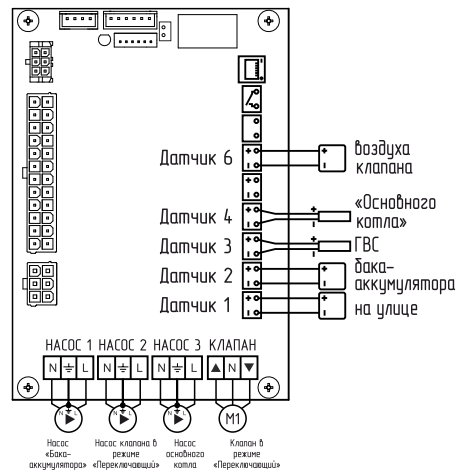 Датчик 6
воздуха
клапана
Датчик 4
«Основного
котла»
Датчик 3
ГВС
Датчик 2
бака-
аккумулятора
Датчик 1
на улице
НАСОС 1 НАСОС 2 НАСОС 3 КЛАПАН
N L N L N L N
N L N L N L M1
Насос
«Бака-
аккумулятора»
Насос клапана в
режиме
«Переключающий»
Насос
основного
котла
Клапан в
режиме
«Переключающий»